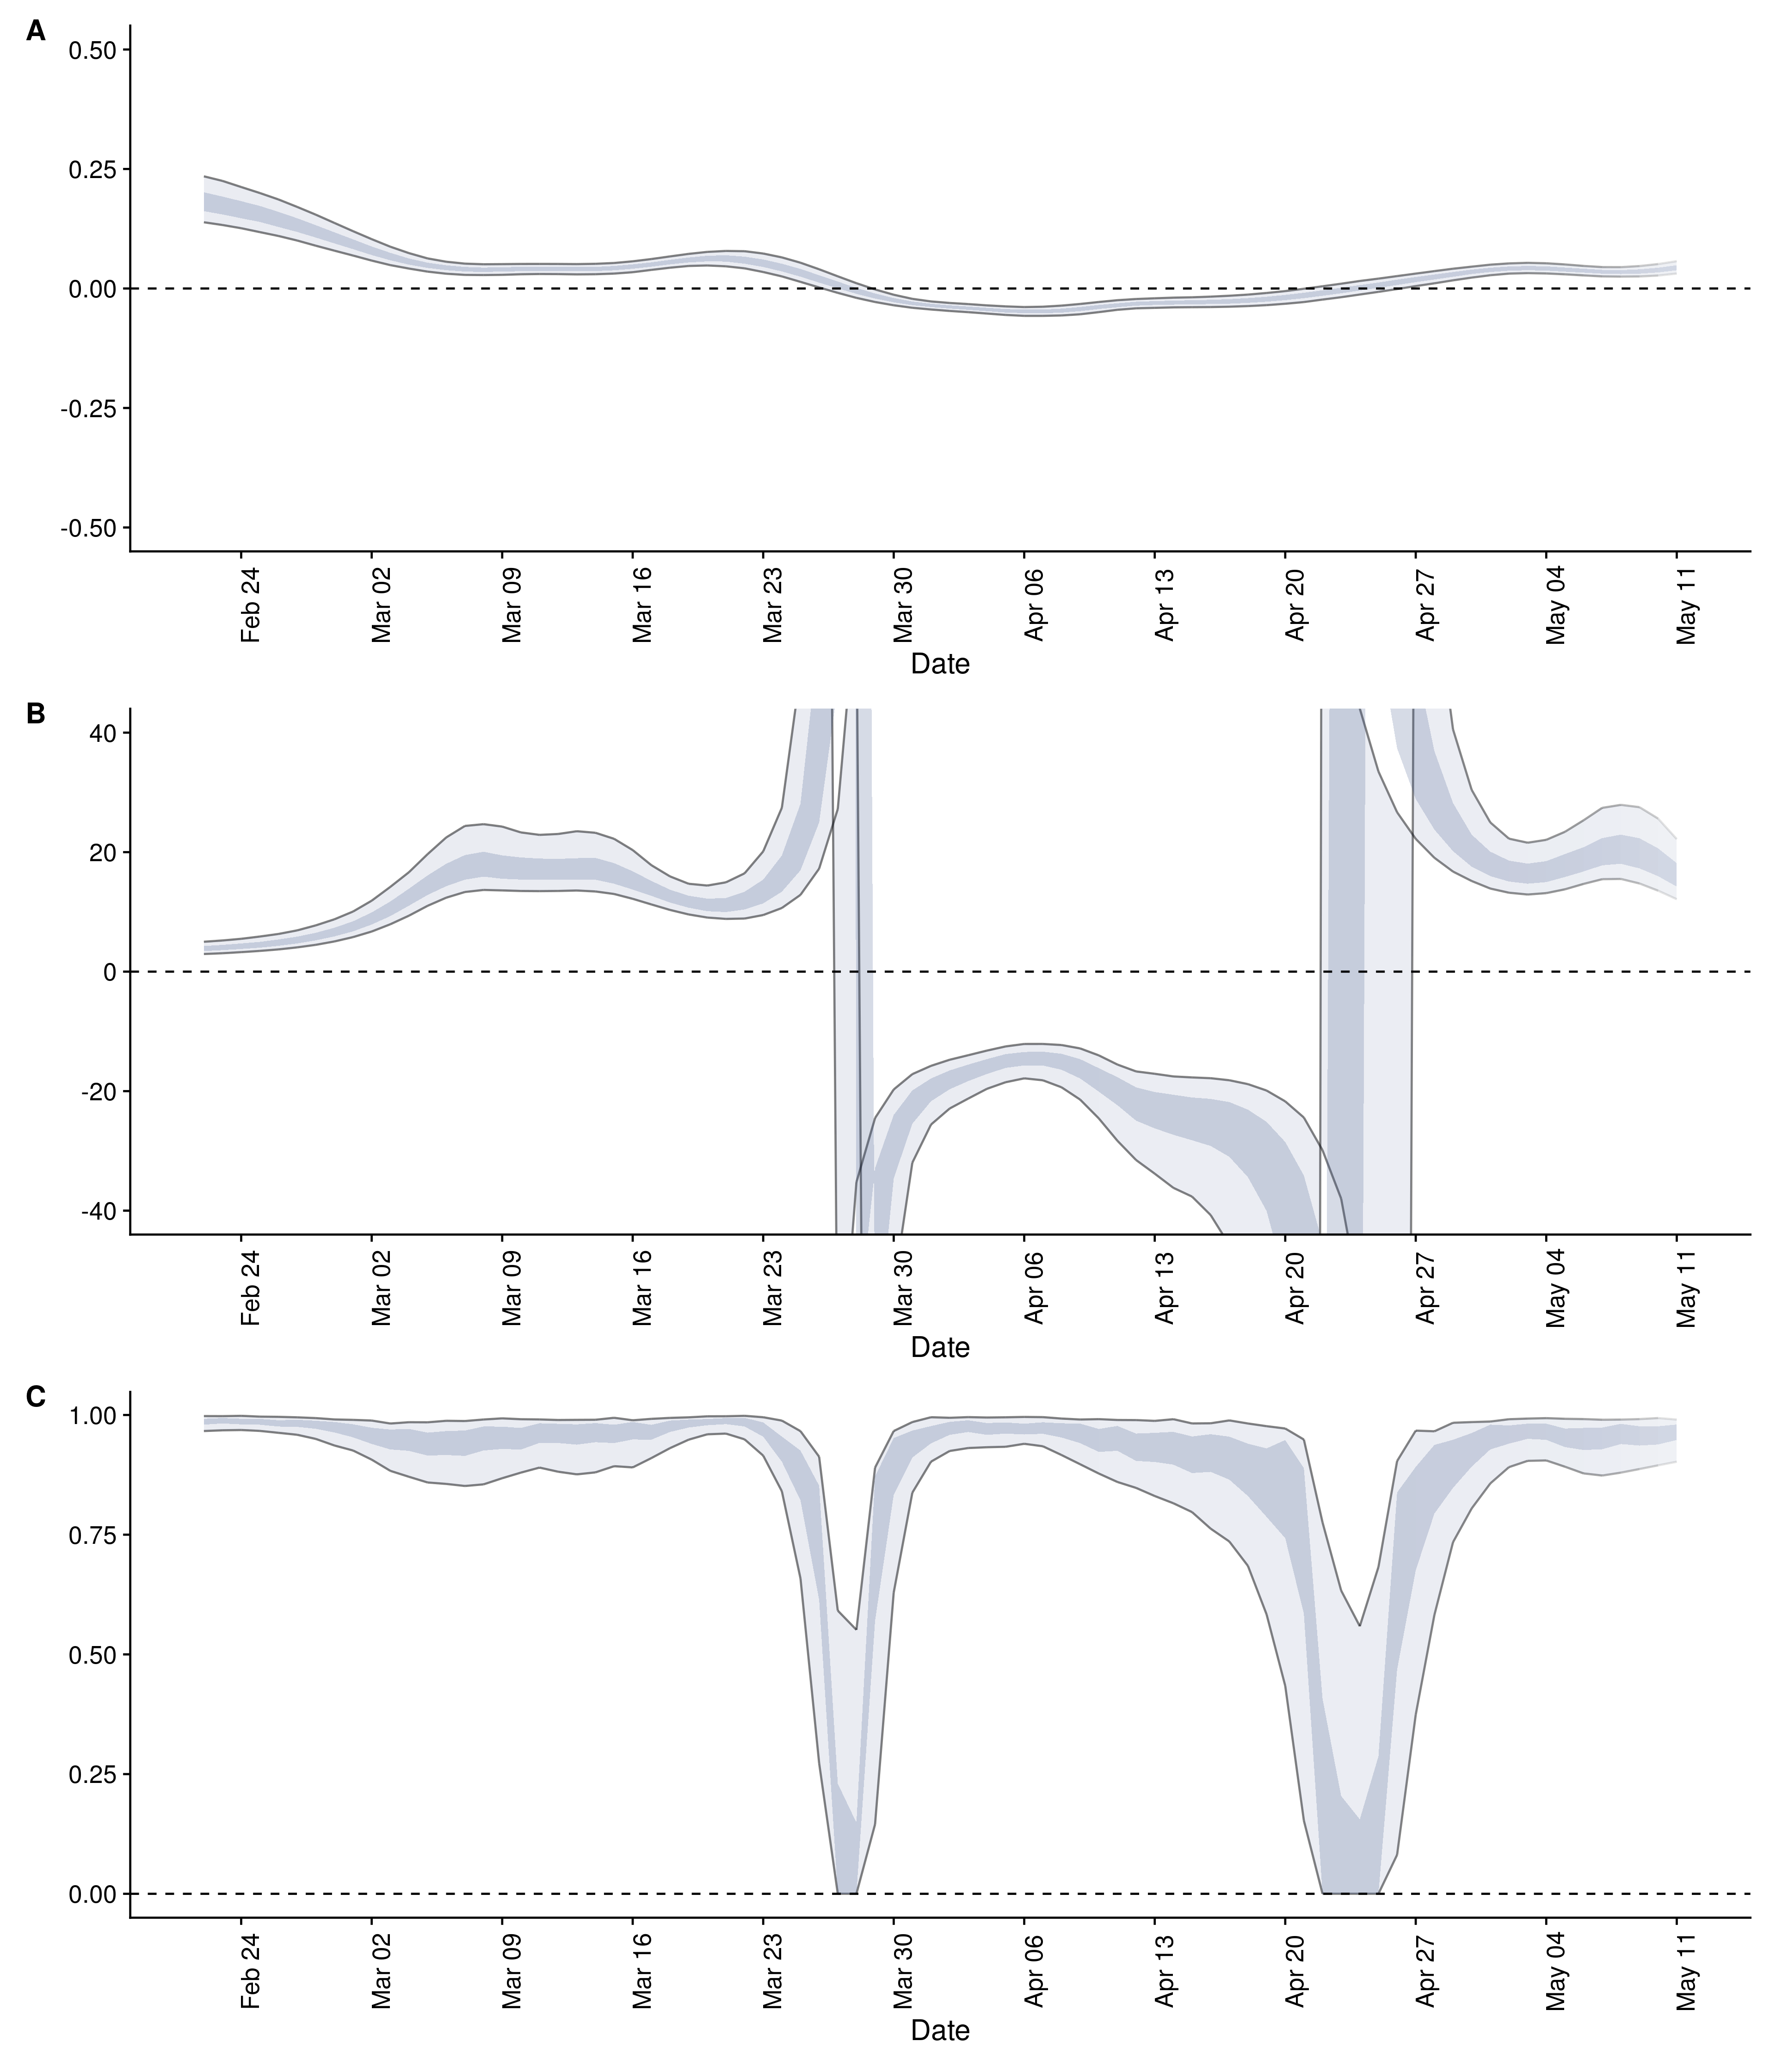 A
0.50
0.25
0.00
-0.25
-0.50
Feb 24
Mar 02
Mar 09
Mar 16
Mar 23
Mar 30
Apr 06
Apr 13
Apr 20
Apr 27
May 04
May 11
Date
B
40
20
0
-20
-40
Feb 24
Mar 02
Mar 09
Mar 16
Mar 23
Mar 30
Apr 06
Apr 13
Apr 20
Apr 27
May 04
May 11
Date
C
1.00
0.75
0.50
0.25
0.00
Feb 24
Mar 02
Mar 09
Mar 16
Mar 23
Mar 30
Apr 06
Apr 13
Apr 20
Apr 27
May 04
May 11
Date